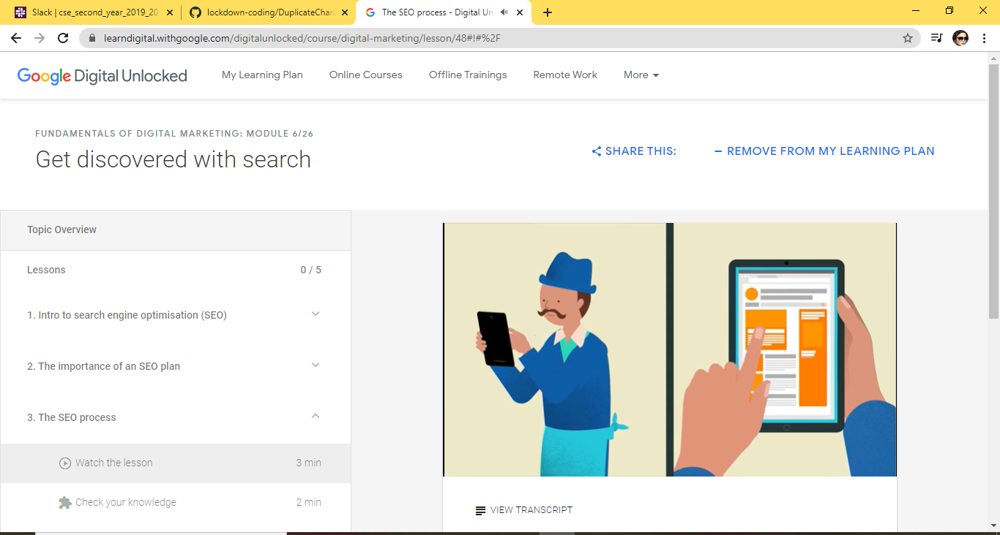 Slack | cse_second_year_2019_20
lockdown-coding/DuplicateChara
The SEO process - Digital Un
learndigital.withgoogle.com/digitalunlocked/course/digital-marketing/lesson/48#!#%2F
Google Digital Unlocked
My Learning Plan
Online Courses
Offline Trainings
Remote Work
More
FUNDAMENTALS OF DIGITAL MARKETING: MODULE 6/26
Get discovered with search
SHARE THIS:
REMOVE FROM MY LEARNING PLAN
Topic Overview
Lessons 0 / 5
1. Intro to search engine optimisation (SEO)
2. The importance of an SEO plan
3. The SEO process
Watch the lesson 3 min
Check your knowledge 2 min
VIEW TRANSCRIPT